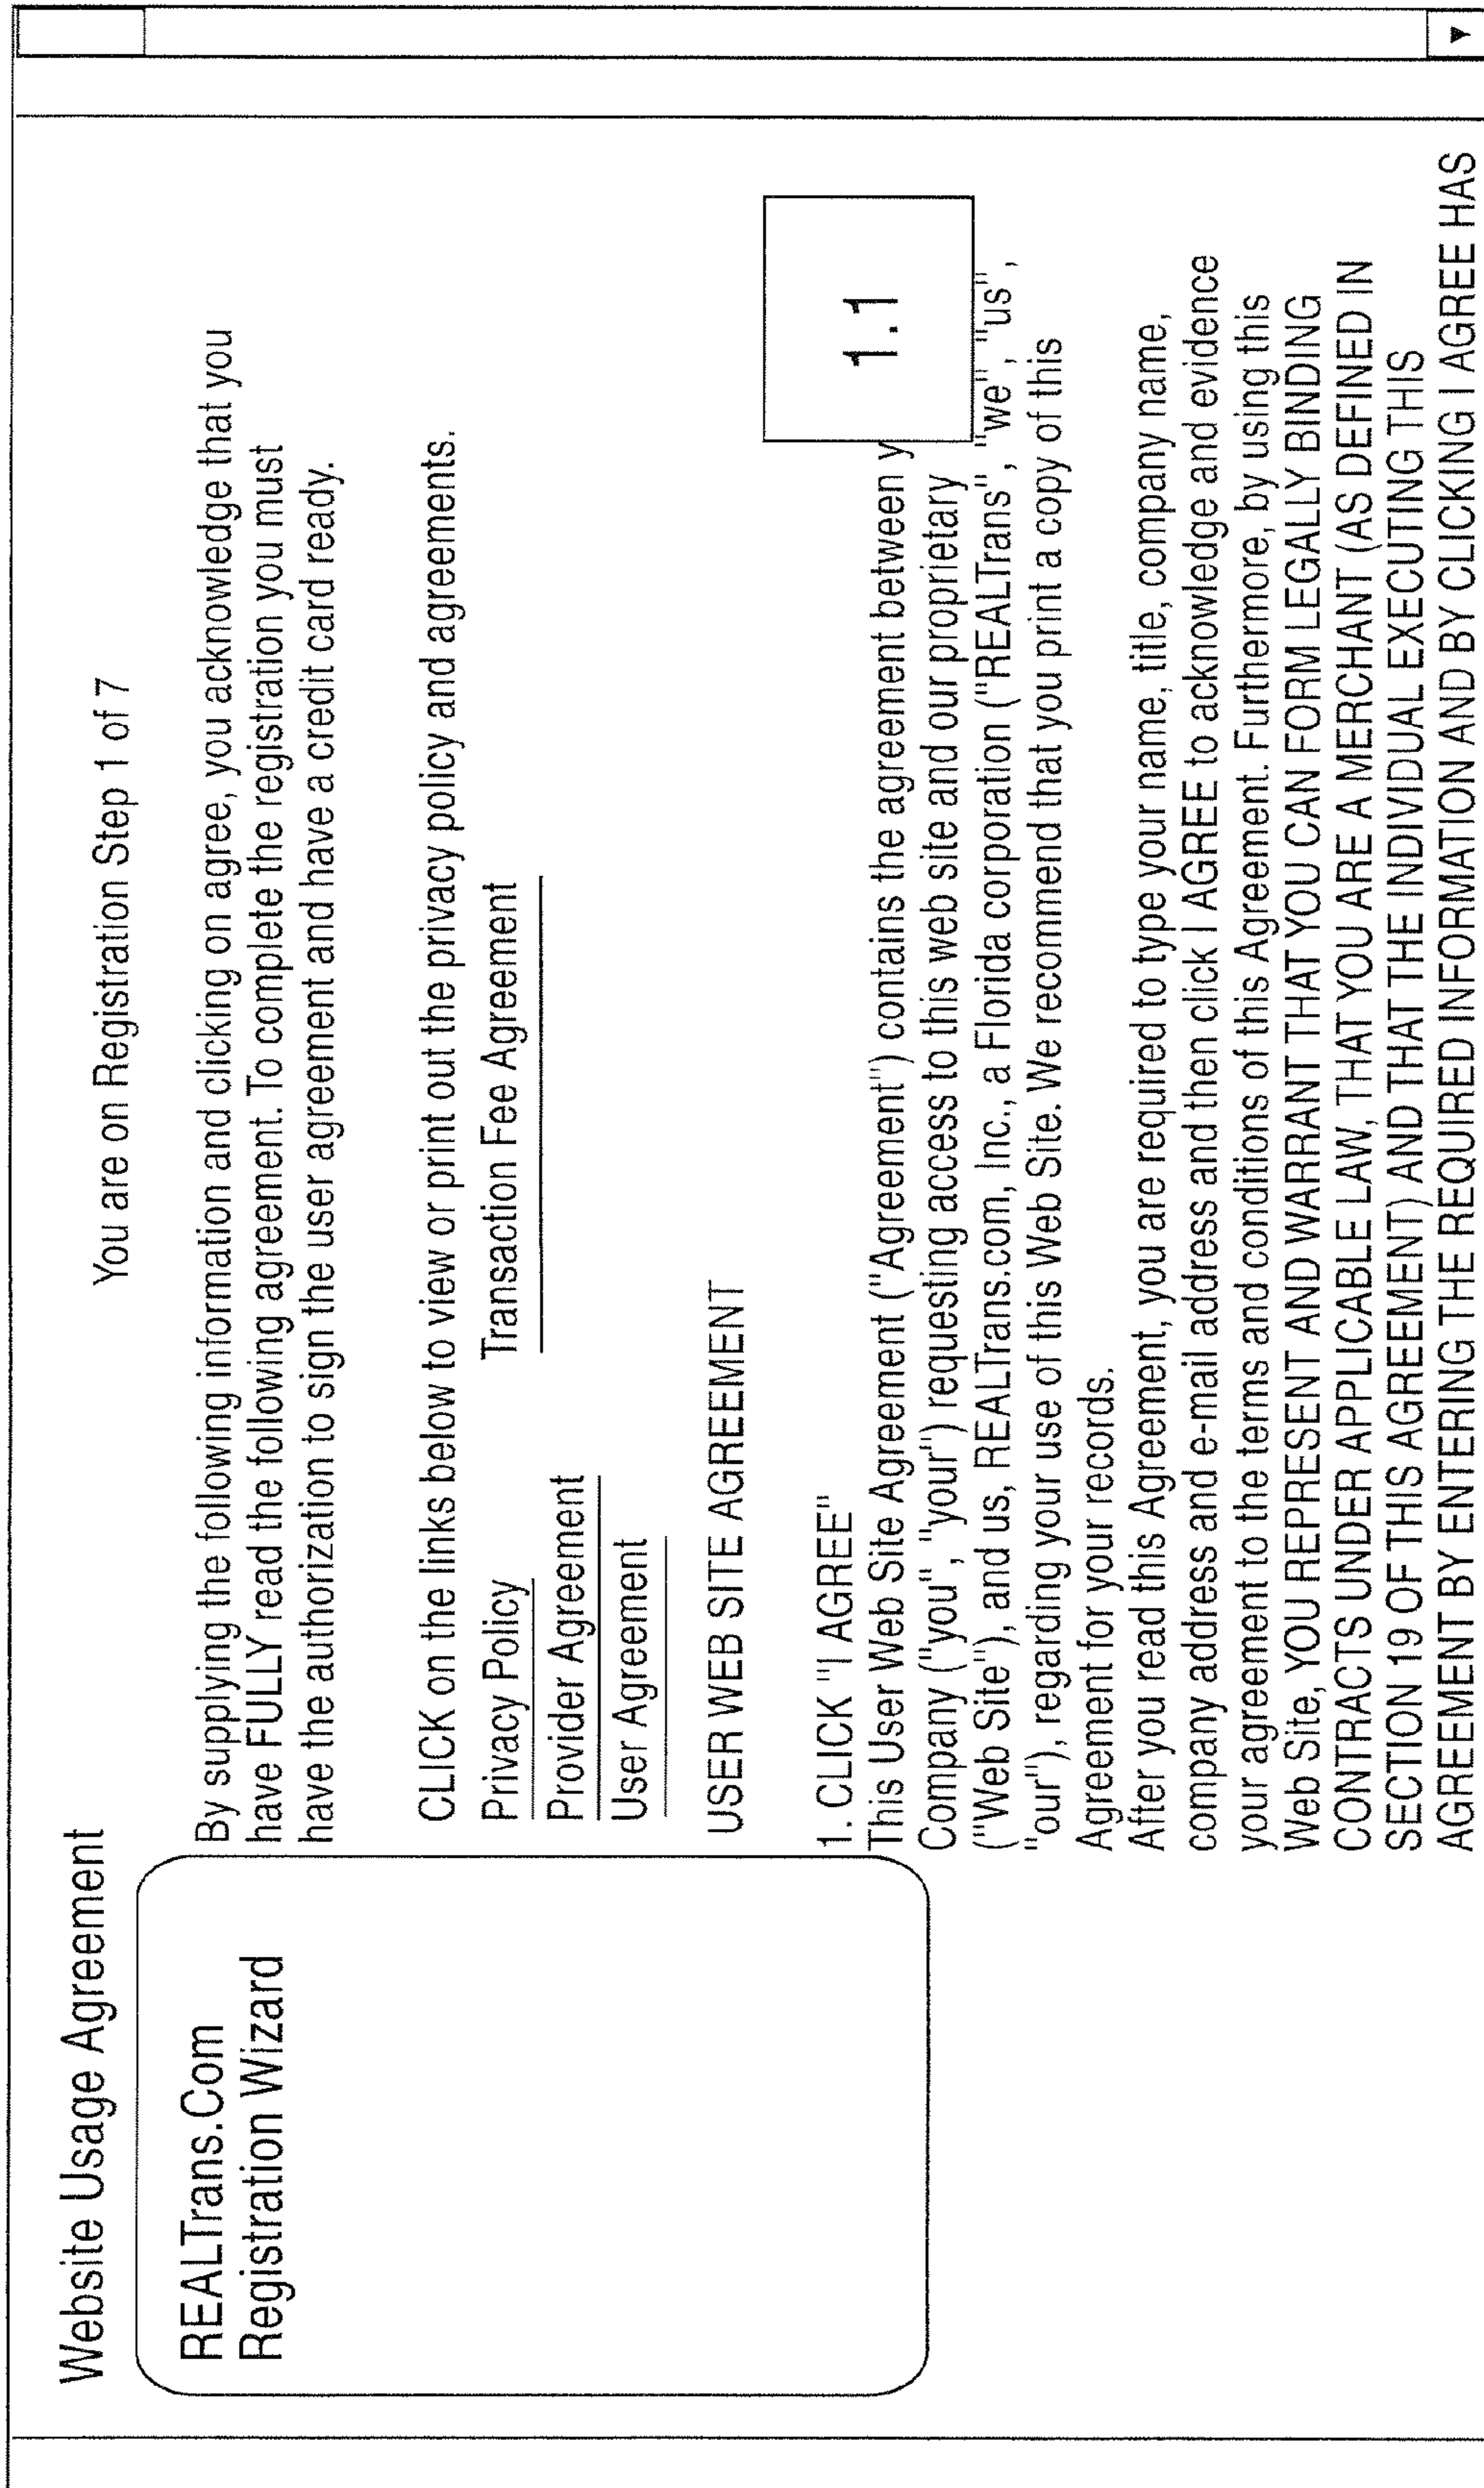 Website Usage Agreement
REALTrans.Com
Registration Wizard
You are on Registration Step 1 of 7
By supplying the following information and clicking on agree, you acknowledge that you
have FULLY read the following agreement. To complete the registration you must
have the authorization to sign the user agreement and have a credit card ready.
CLICK on the links below to view or print out the privacy policy and agreements.
Privacy Policy Transaction Fee Agreement
Provider Agreement
User Agreement
USER WEB SITE AGREEMENT
1.1
1. CLICK "I AGREE"
This User Web Site Agreement ("Agreement") contains the agreement between y
Company ("you", "your") requesting access to this web site and our proprietary
("Web Site"), and us, REALTrans.com, Inc., a Florida corporation ("REALTrans", "we", "us",
"our"), regarding your use of this Web Site. We recommend that you print a copy of this
Agreement for your records.
After you read this Agreement, you are required to type your name, title, company name,
company address and e-mail address and then click I AGREE to acknowledge and evidence
your agreement to the terms and conditions of this Agreement. Furthermore, by using this
Web Site, YOU REPRESENT AND WARRANT THAT YOU CAN FORM LEGALLY BINDING
CONTRACTS UNDER APPLICABLE LAW, THAT YOU ARE A MERCHANT (AS DEFINED IN
SECTION 19 OF THIS AGREEMENT) AND THAT THE INDIVIDUAL EXECUTING THIS
AGREEMENT BY ENTERING THE REQUIRED INFORMATION AND BY CLICKING I AGREE HAS